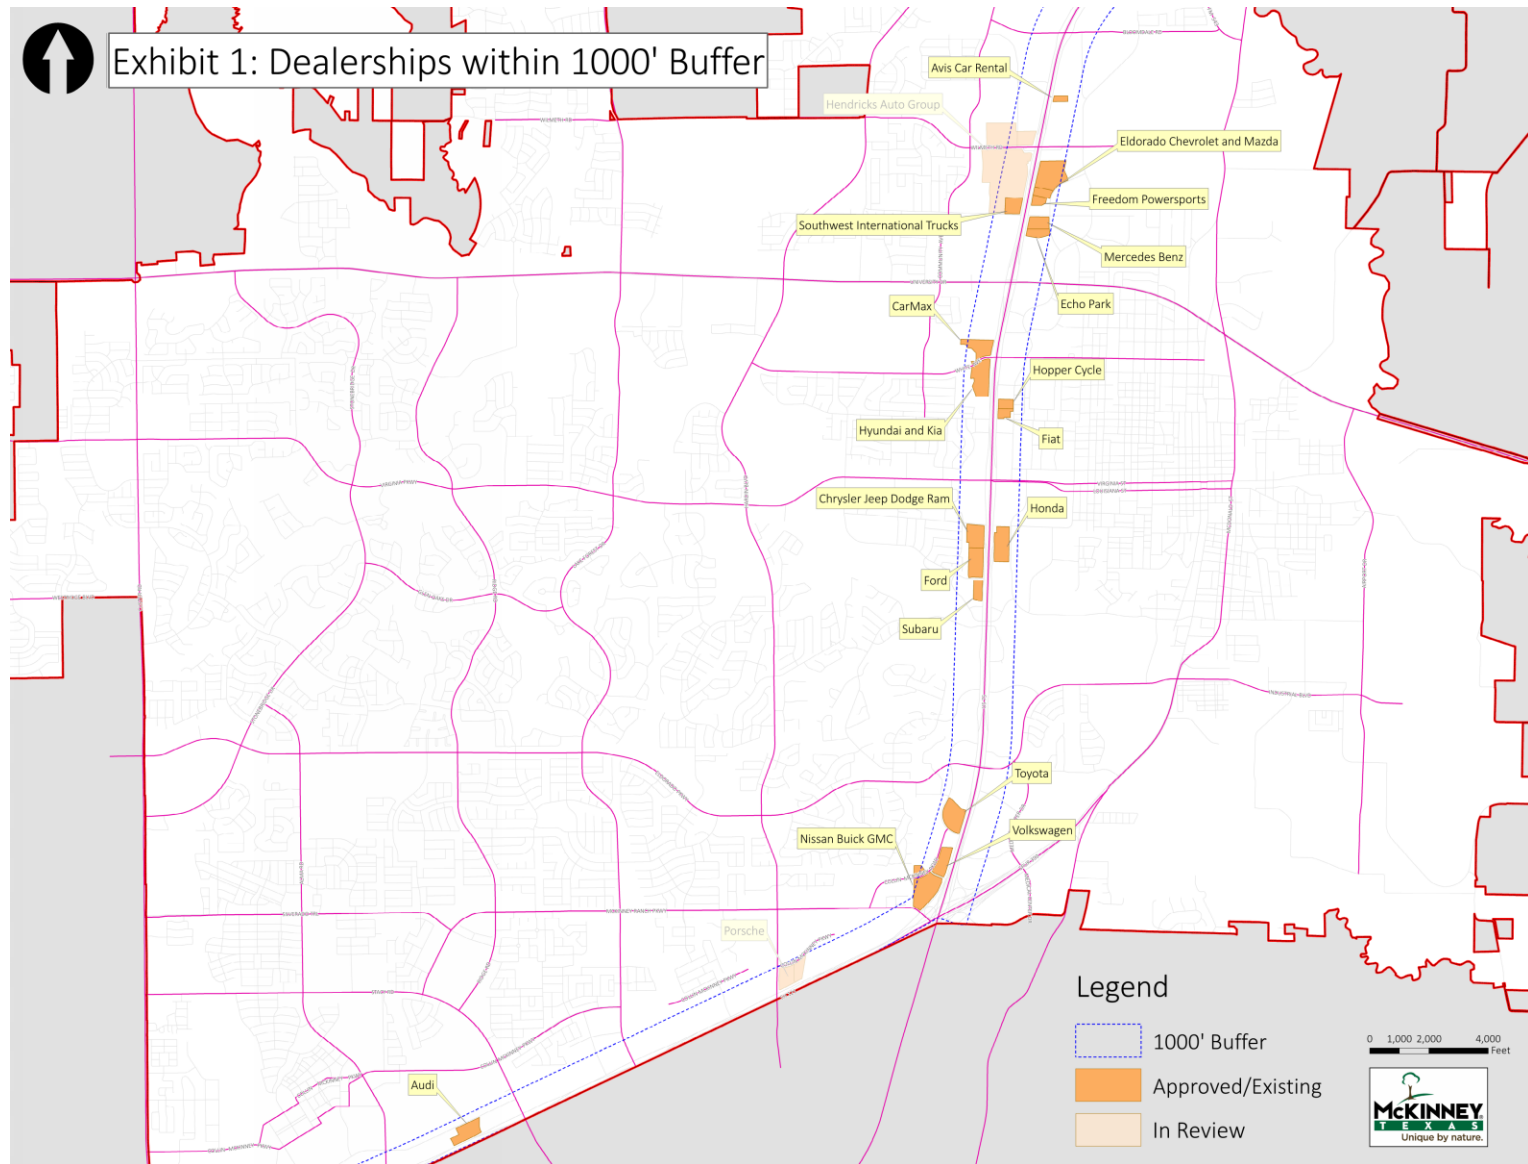 Exhibit 1: Dealerships within 1000' Buffer
Avis Car Rental
Hendricks Auto Group
Eldorado Chevrolet and Mazda
Freedom Powersports
Southwest International Trucks
Mercedes Benz
Echo Park
CarMax
Hopper Cycle
Hyundai and Kia
Fiat
Chrysler Jeep Dodge Ram
Honda
Ford
Subaru
Toyota
Volkswagen
Nissan Buick GMC
Porsche
Audi
Legend
1000' Buffer
Approved/Existing
In Review
0 1,000 2,000 4,000
Feet
McKINNEY
TEXAS
Unique by nature.